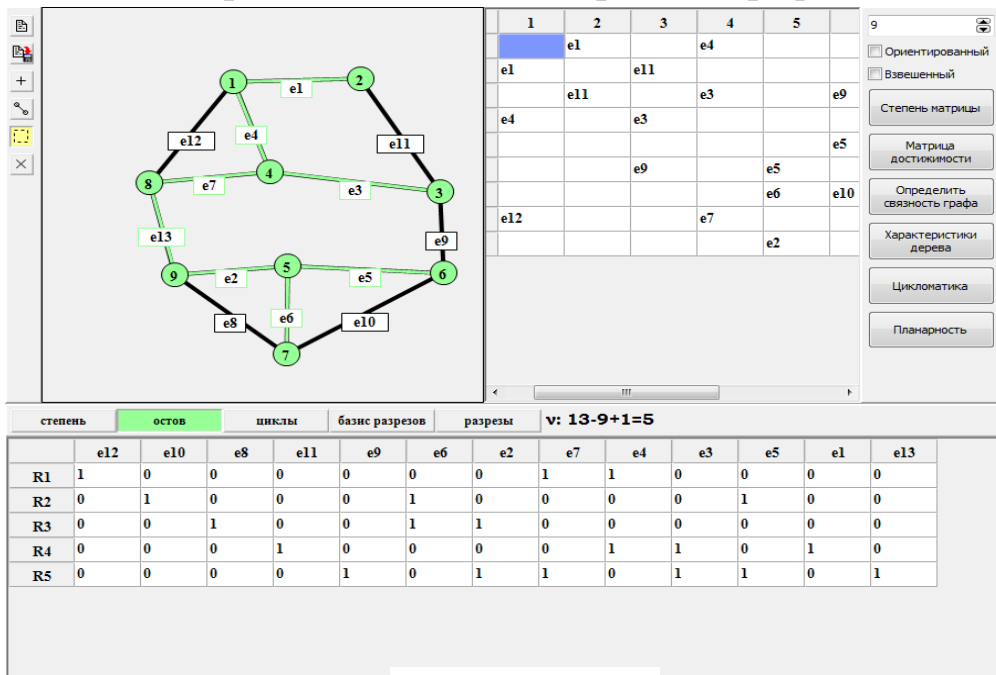 1 2 3 4 5
e1 e4
e1 e11
e11 e3 e9
e4 e3
e5
e9 e5
e6 e10
e12 e7
e2
9
Ориентированный
Взвешенный
Степень матрицы
Матрица
достижимости
Определить
связность графа
Характеристики
дерева
Цикломатика
Планарность
1 e1 2
e12 e4 e11
8 e7 4 e3 3
e13 e9
9 e2 5 e5 6
e8 e6 e10
7
степень остов циклы базис разрезов разрезы ν: 13-9+1=5
e12 e10 e8 e11 e9 e6 e2 e7 e4 e3 e5 e1 e13
R1 1 0 0 0 0 0 0 1 1 0 0 0 0
R2 0 1 0 0 0 1 0 0 0 0 1 0 0
R3 0 0 1 0 0 1 1 0 0 0 0 0 0
R4 0 0 0 1 0 0 0 0 1 1 0 1 0
R5 0 0 0 0 1 0 1 1 0 1 1 0 1